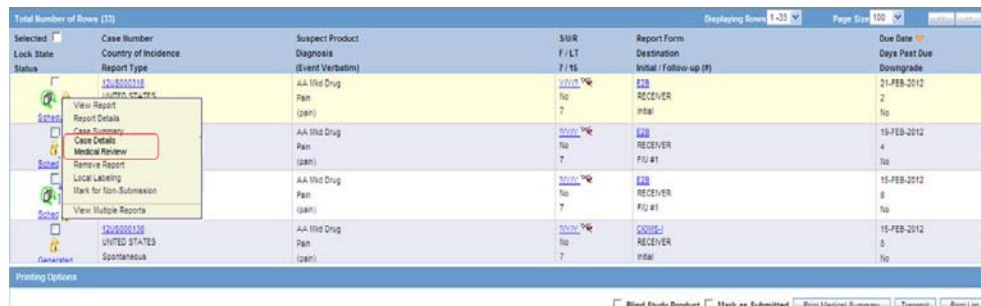 Total Number of Rows (33) Displaying Rows 1-33 Page Size 100
Selected Case Number Suspect Product S/U/R Report Form Due Date
Lock State Country of Incidence Diagnosis F / LT Destination Days Past Due
Status Report Type (Event Verbatim) 7 / 15 Initial / Follow-up (#) Downgrade
12US000316 AA Mkd Drug E2B 21-FEB-2012
UNITED STATES Pain No RECEIVER 2
(pain) 7 Initial No
View Report
Report Details
Case Summary
Case Details
Medical Review
Remove Report
Local Labeling
Mark for Non-Submission
View Multiple Reports
AA Mkd Drug E2B 19-FEB-2012
Pain No RECEIVER 4
(pain) 7 F/U #1 No
AA Mkd Drug E2B 15-FEB-2012
Pain No RECEIVER 8
(pain) 7 F/U #1 No
12US000138 AA Mkd Drug CIOMS-I 15-FEB-2012
UNITED STATES Pain No RECEIVER 8
Generated Spontaneous (pain) 7 Initial No
Printing Options
Blind Study Product Mark as Submitted Print Medical Summary Transmit Print List